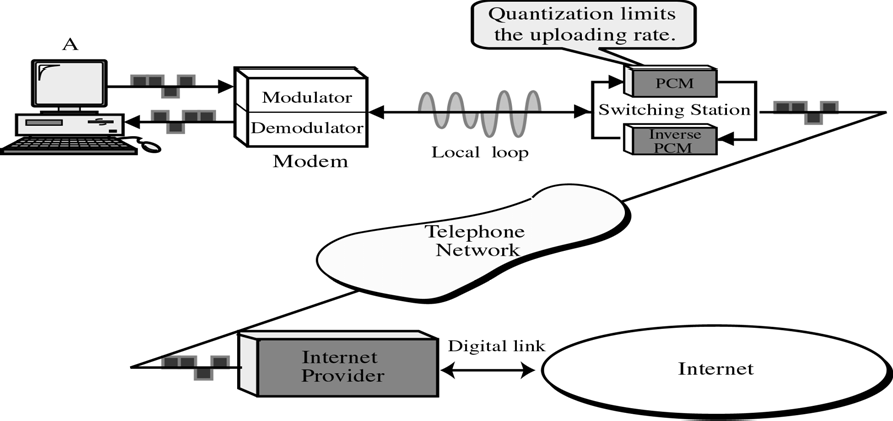 Quantization limits
the uploading rate.
A
Modulator
Demodulator
Modem
Local loop
PCM
Switching Station
Inverse
PCM
Telephone
Network
Internet
Provider
Digital link
Internet